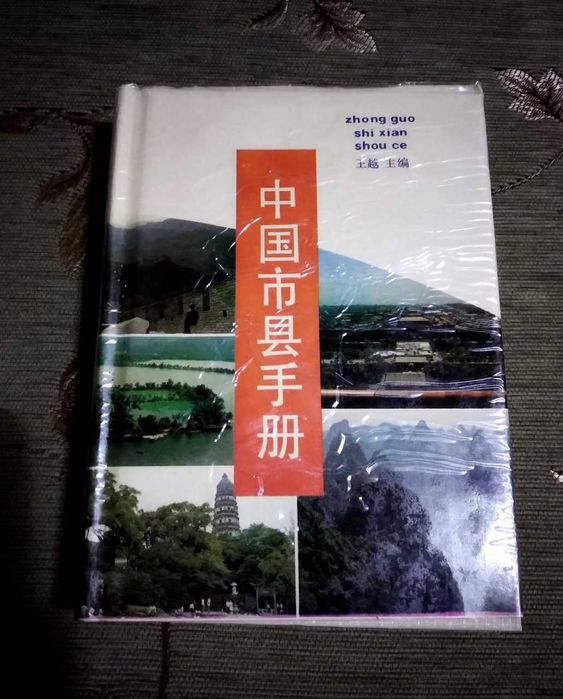 zhong guo
shi xian
shou ce
王越 主编
中国市县手册